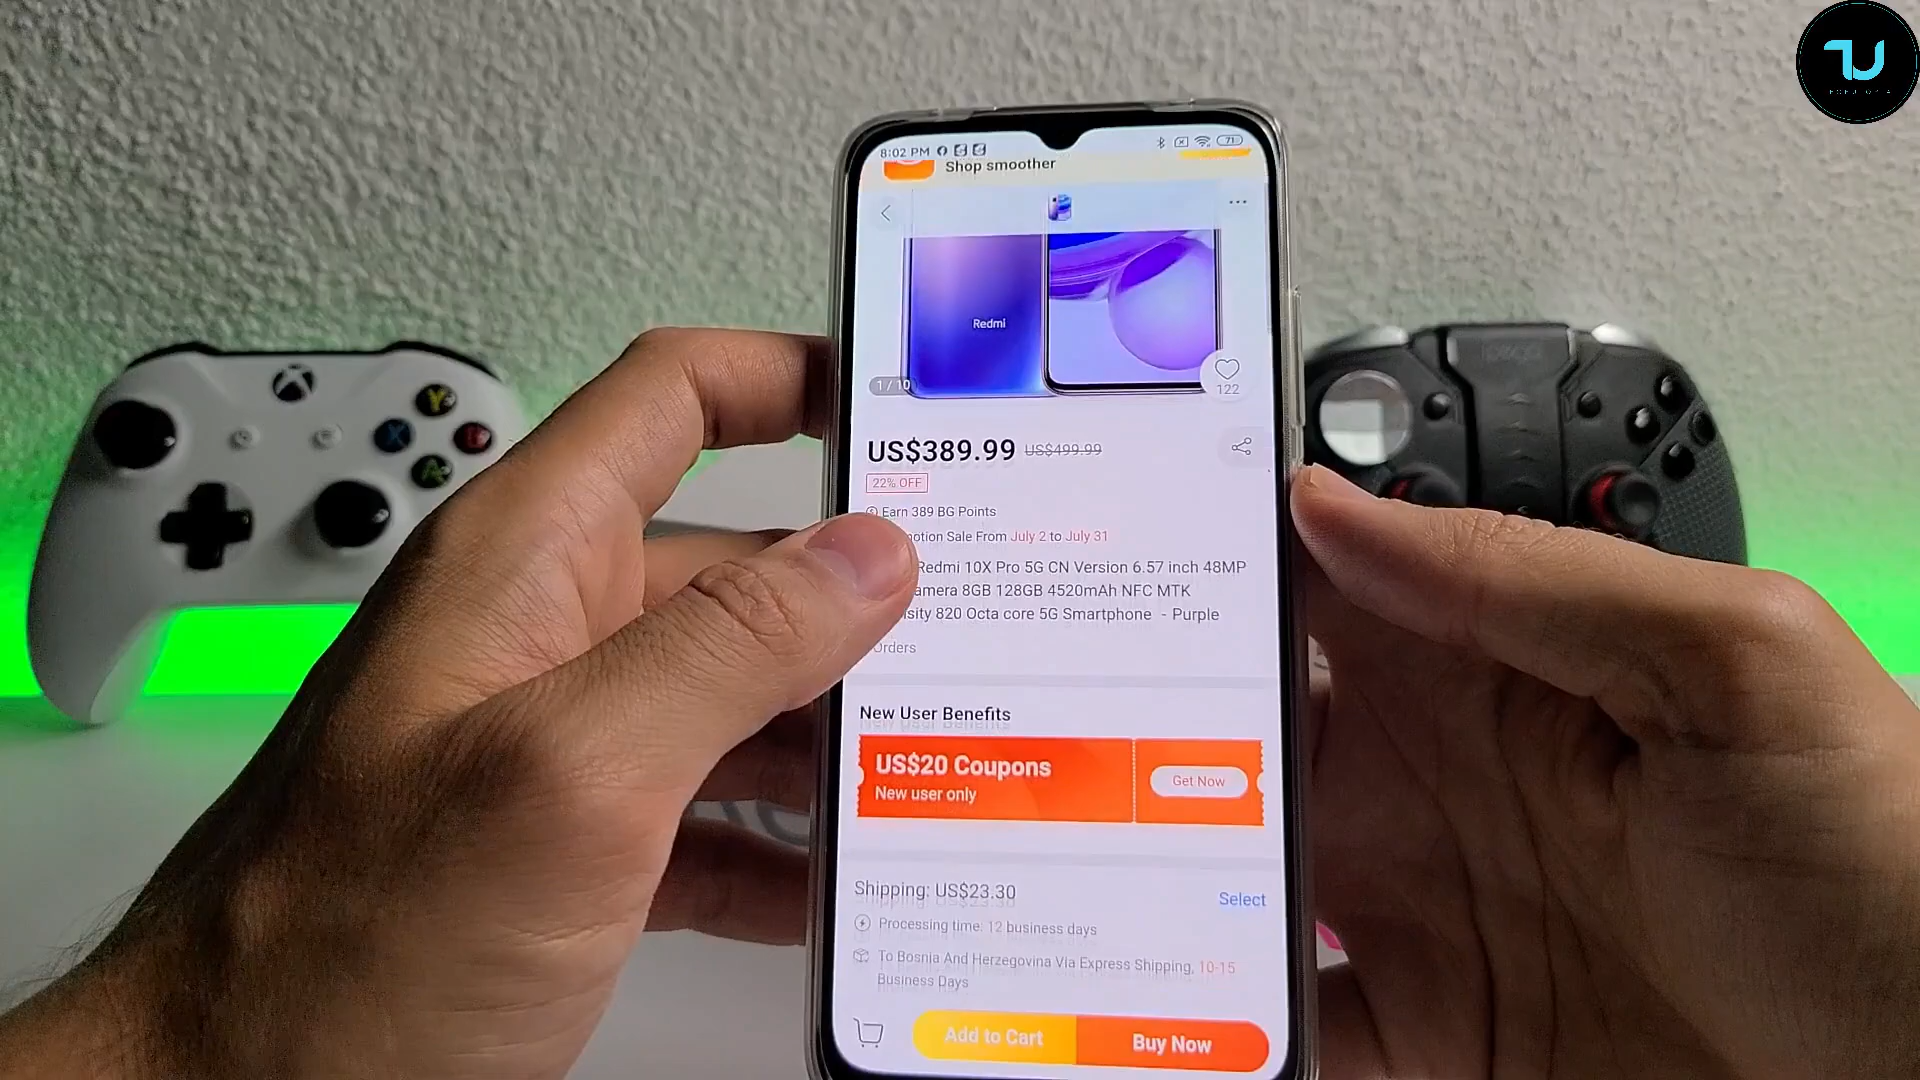 TU
8:02 PM
71
Shop smoother
Redmi
1 / 10
122
US$389.99 US$499.99
22% OFF
Earn 389 BG Points
otion Sale From July 2 to July 31
Redmi 10X Pro 5G CN Version 6.57 inch 48MP
amera 8GB 128GB 4520mAh NFC MTK
sity 820 Octa core 5G Smartphone - Purple
Orders
New User Benefits
US$20 Coupons
New user only
Get Now
Shipping: US$23.30
Select
Processing time: 12 business days
To Bosnia And Herzegovina Via Express Shipping, 10-15
Business Days
Add to Cart
Buy Now
X
Y
A
ipega